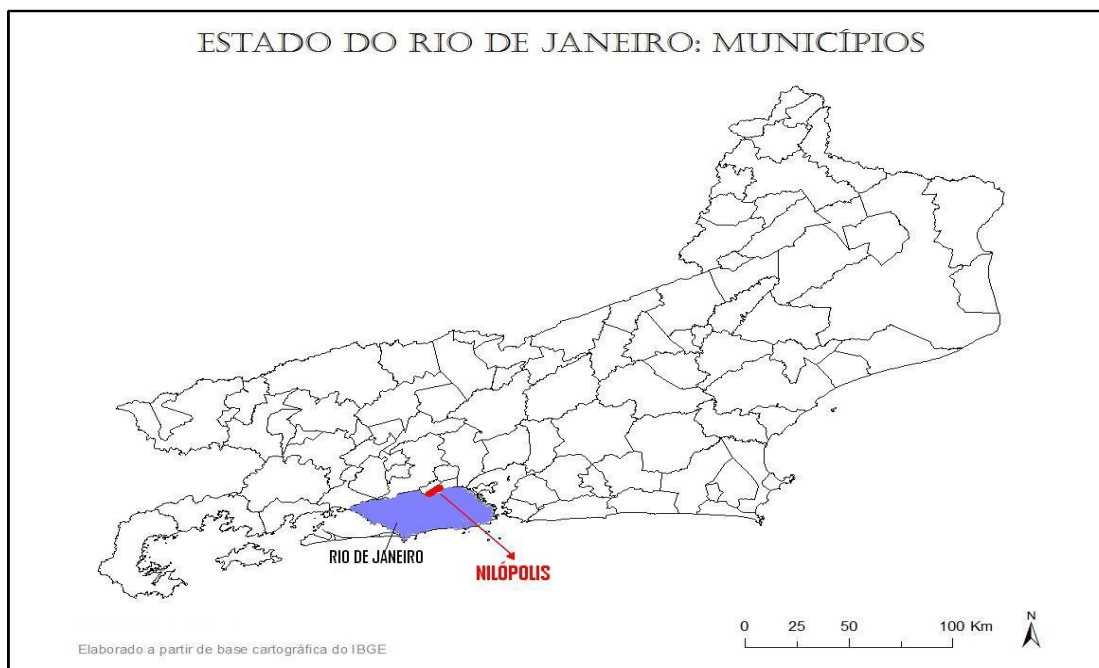 ESTADO DO RIO DE JANEIRO: MUNICÍPIOS
RIO DE JANEIRO
NILÓPOLIS
N
0 25 50 100 Km
Elaborado a partir de base cartográfica do IBGE